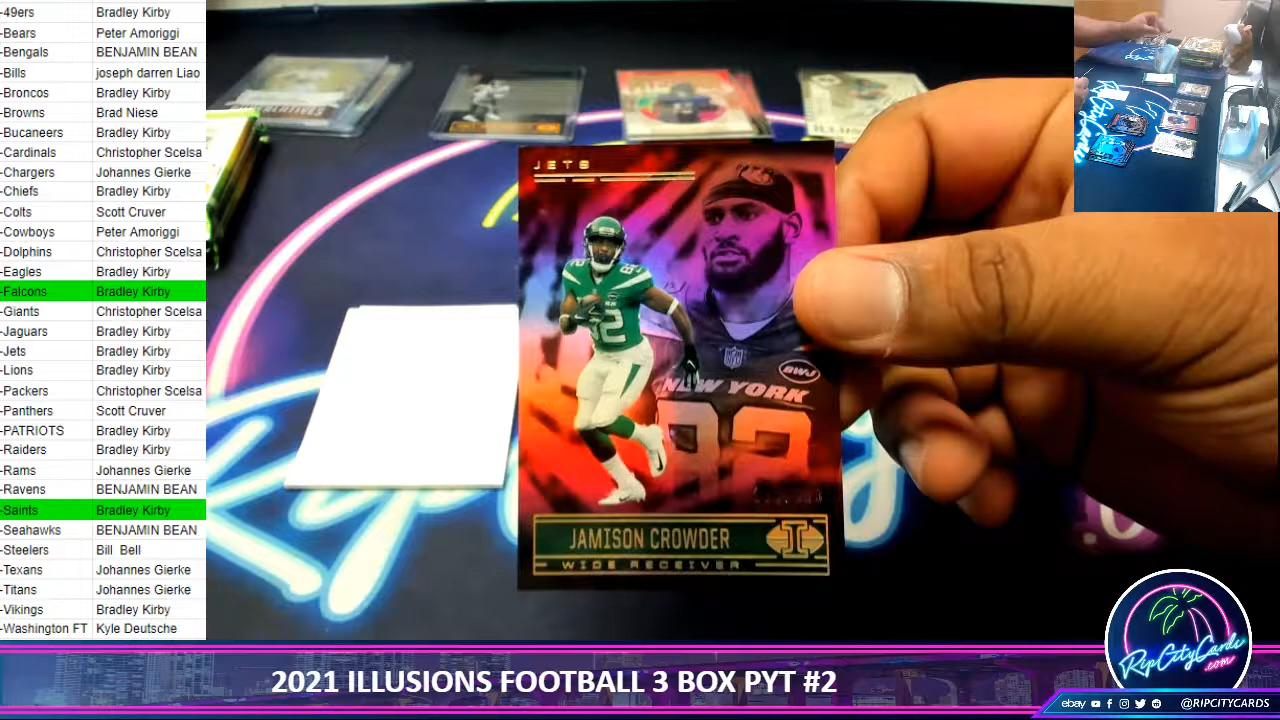 -49ers Bradley Kirby
-Bears Peter Amoriggi
-Bengals BENJAMIN BEAN
-Bills joseph darren Liao
-Broncos Bradley Kirby
-Browns Brad Niese
-Bucaneers Bradley Kirby
-Cardinals Christopher Scelsa
-Chargers Johannes Gierke
-Chiefs Bradley Kirby
-Colts Scott Cruver
-Cowboys Peter Amoriggi
-Dolphins Christopher Scelsa
-Eagles Bradley Kirby
-Falcons Bradley Kirby
-Giants Christopher Scelsa
-Jaguars Bradley Kirby
-Jets Bradley Kirby
-Lions Bradley Kirby
-Packers Christopher Scelsa
-Panthers Scott Cruver
-PATRIOTS Bradley Kirby
-Raiders Bradley Kirby
-Rams Johannes Gierke
-Ravens BENJAMIN BEAN
-Saints Bradley Kirby
-Seahawks BENJAMIN BEAN
-Steelers Bill Bell
-Texans Johannes Gierke
-Titans Johannes Gierke
-Vikings Bradley Kirby
-Washington FT Kyle Deutsche
JETS
82
BWJ
NEW YORK
82
JAMISON CROWDER
I
WIDE RECEIVER
RipCityCards
.com
2021 ILLUSIONS FOOTBALL 3 BOX PYT #2
ebay @RIPCITYCARDS